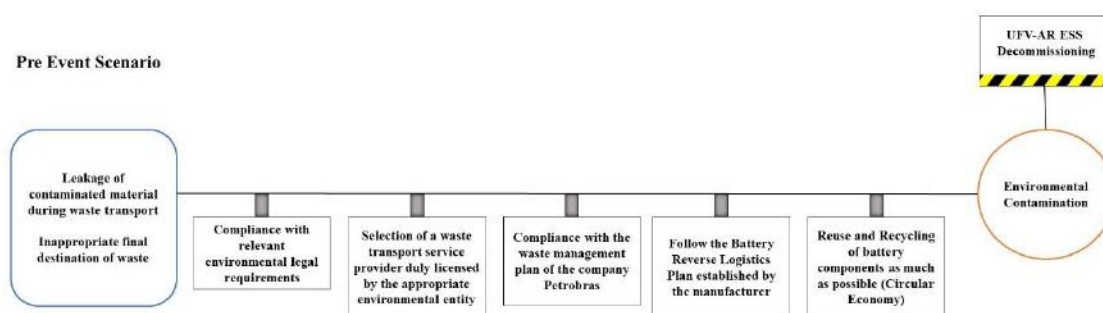 UFV-AR ESS
Decommissioning
Pre Event Scenario
Leakage of
contaminated material
during waste transport
Inappropriate final
destination of waste
Environmental
Contamination
Compliance with
relevant
environmental legal
requirements
Selection of a waste
transport service
provider duly licensed
by the appropriate
environmental entity
Compliance with the
waste management
plan of the company
Petrobras
Follow the Battery
Reverse Logistics
Plan established by
the manufacturer
Reuse and Recycling
of battery
components as much
as possible (Circular
Economy)